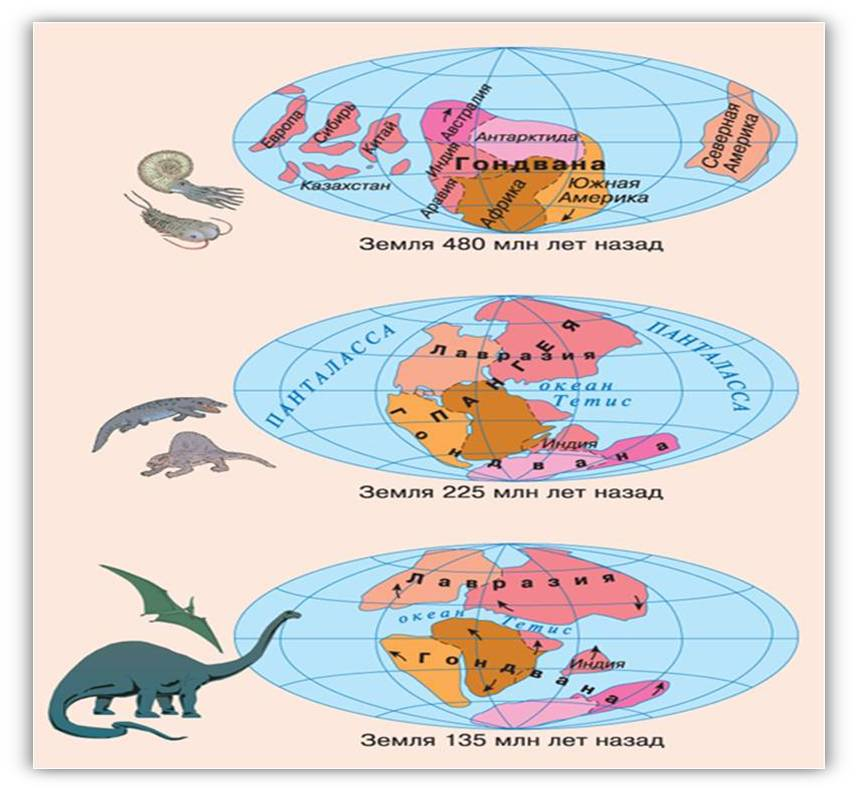 Европа
Сибирь
Китай
Казахстан
Австралия
Антарктида
Индия
Гондвана
Аравия
Африка
Южная
Америка
Северная
Америка
Земля 480 млн лет назад
ПАНТАЛАССА
ПАНТАЛАССА
Лавразия
ПАНГЕЯ
океан
Тетис
Гондвана
Индия
Земля 225 млн лет назад
Лавразия
океан Тетис
Гондвана
Индия
Земля 135 млн лет назад